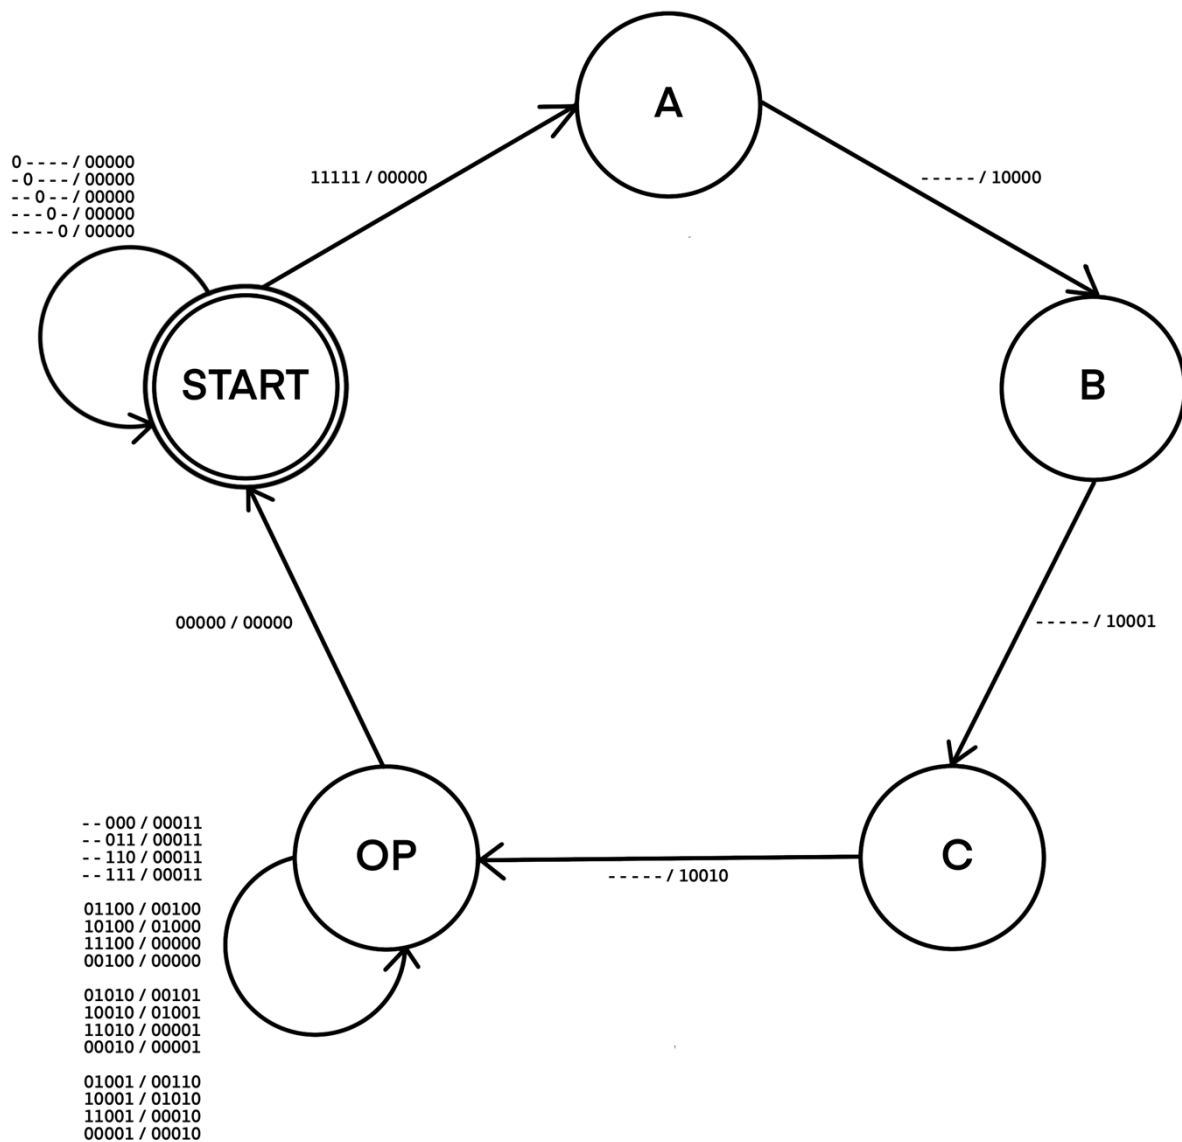 A
0 - - - - / 00000
- 0 - - - / 00000
- - 0 - - / 00000
- - - 0 - / 00000
- - - - 0 / 00000
11111 / 00000
- - - - - / 10000
START
B
00000 / 00000
- - - - - / 10001
OP
C
- - - - - / 10010
- - 000 / 00011
- - 011 / 00011
- - 110 / 00011
- - 111 / 00011
01100 / 00100
10100 / 01000
11100 / 00000
00100 / 00000
01010 / 00101
10010 / 01001
11010 / 00001
00010 / 00001
01001 / 00110
10001 / 01010
11001 / 00010
00001 / 00010